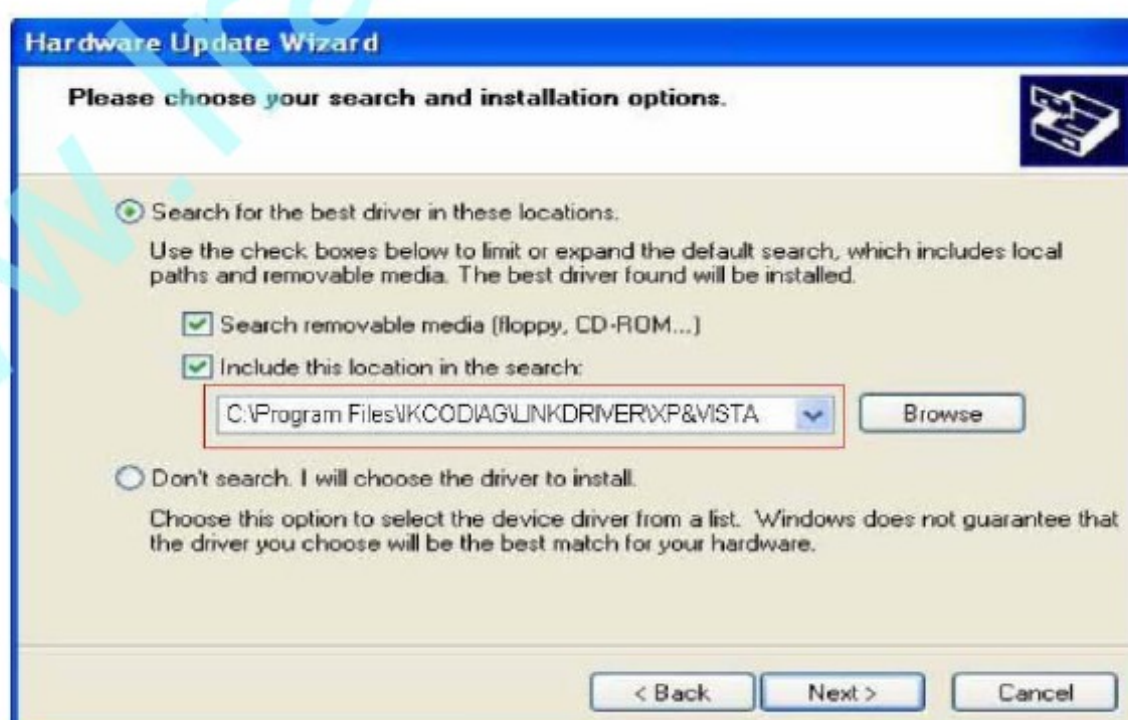 Hardware Update Wizard
Please choose your search and installation options.
Search for the best driver in these locations.
Use the check boxes below to limit or expand the default search, which includes local
paths and removable media. The best driver found will be installed.
Search removable media (floppy, CD-ROM...)
Include this location in the search:
C:\Program Files\IKCODIAG\LINKDRIVER\XP&VISTA
Browse
Don't search. I will choose the driver to install.
Choose this option to select the device driver from a list. Windows does not guarantee that
the driver you choose will be the best match for your hardware.
< Back
Next >
Cancel